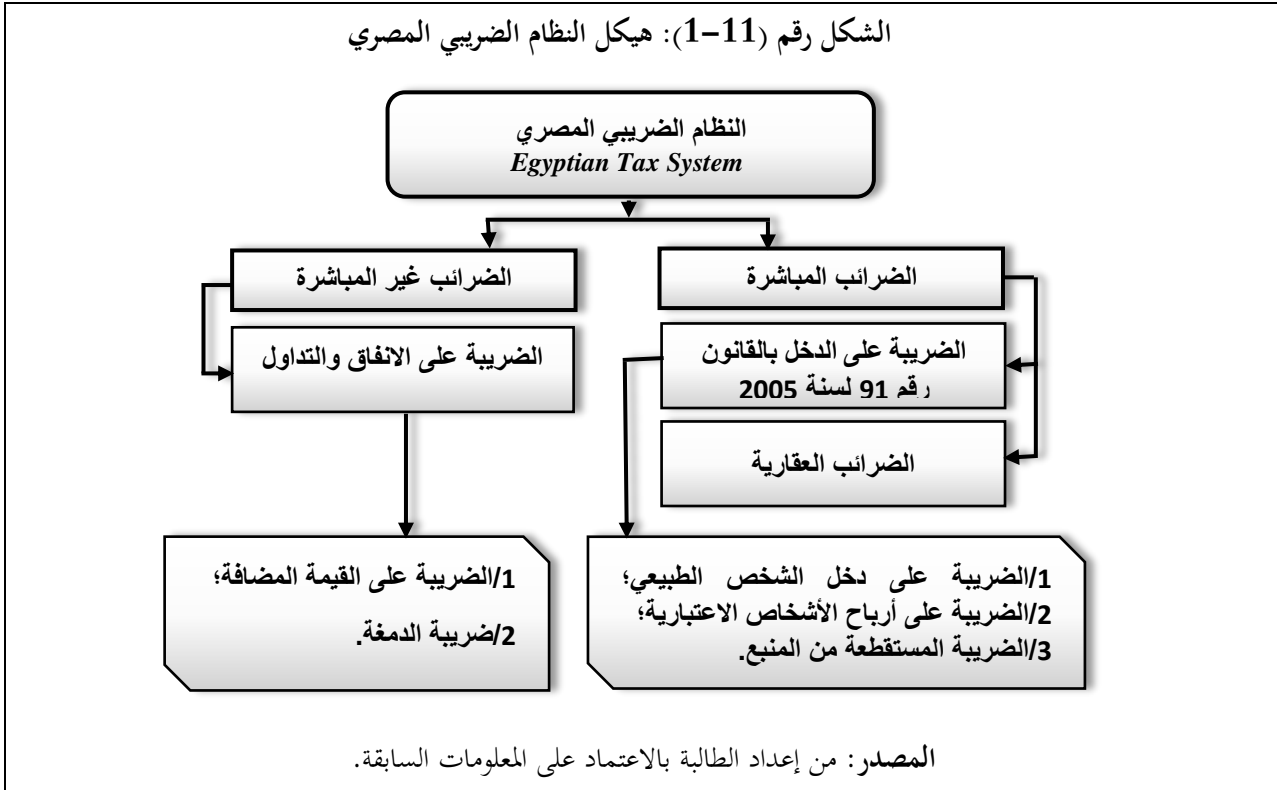 الشكل رقم (11-1): هيكل النظام الضريبي المصري
النظام الضريبي المصري
Egyptian Tax System
الضرائب المباشرة
الضرائب غير المباشرة
الضريبة على الدخل بالقانون
رقم 91 لسنة 2005
الضريبة على الانفاق والتداول
الضرائب العقارية
1/الضريبة على دخل الشخص الطبيعي؛
2/الضريبة على أرباح الأشخاص الاعتبارية؛
3/الضريبة المستقطعة من المنبع.
1/الضريبة على القيمة المضافة؛
2/ضريبة الدمغة.
المصدر: من إعداد الطالبة بالاعتماد على المعلومات السابقة.